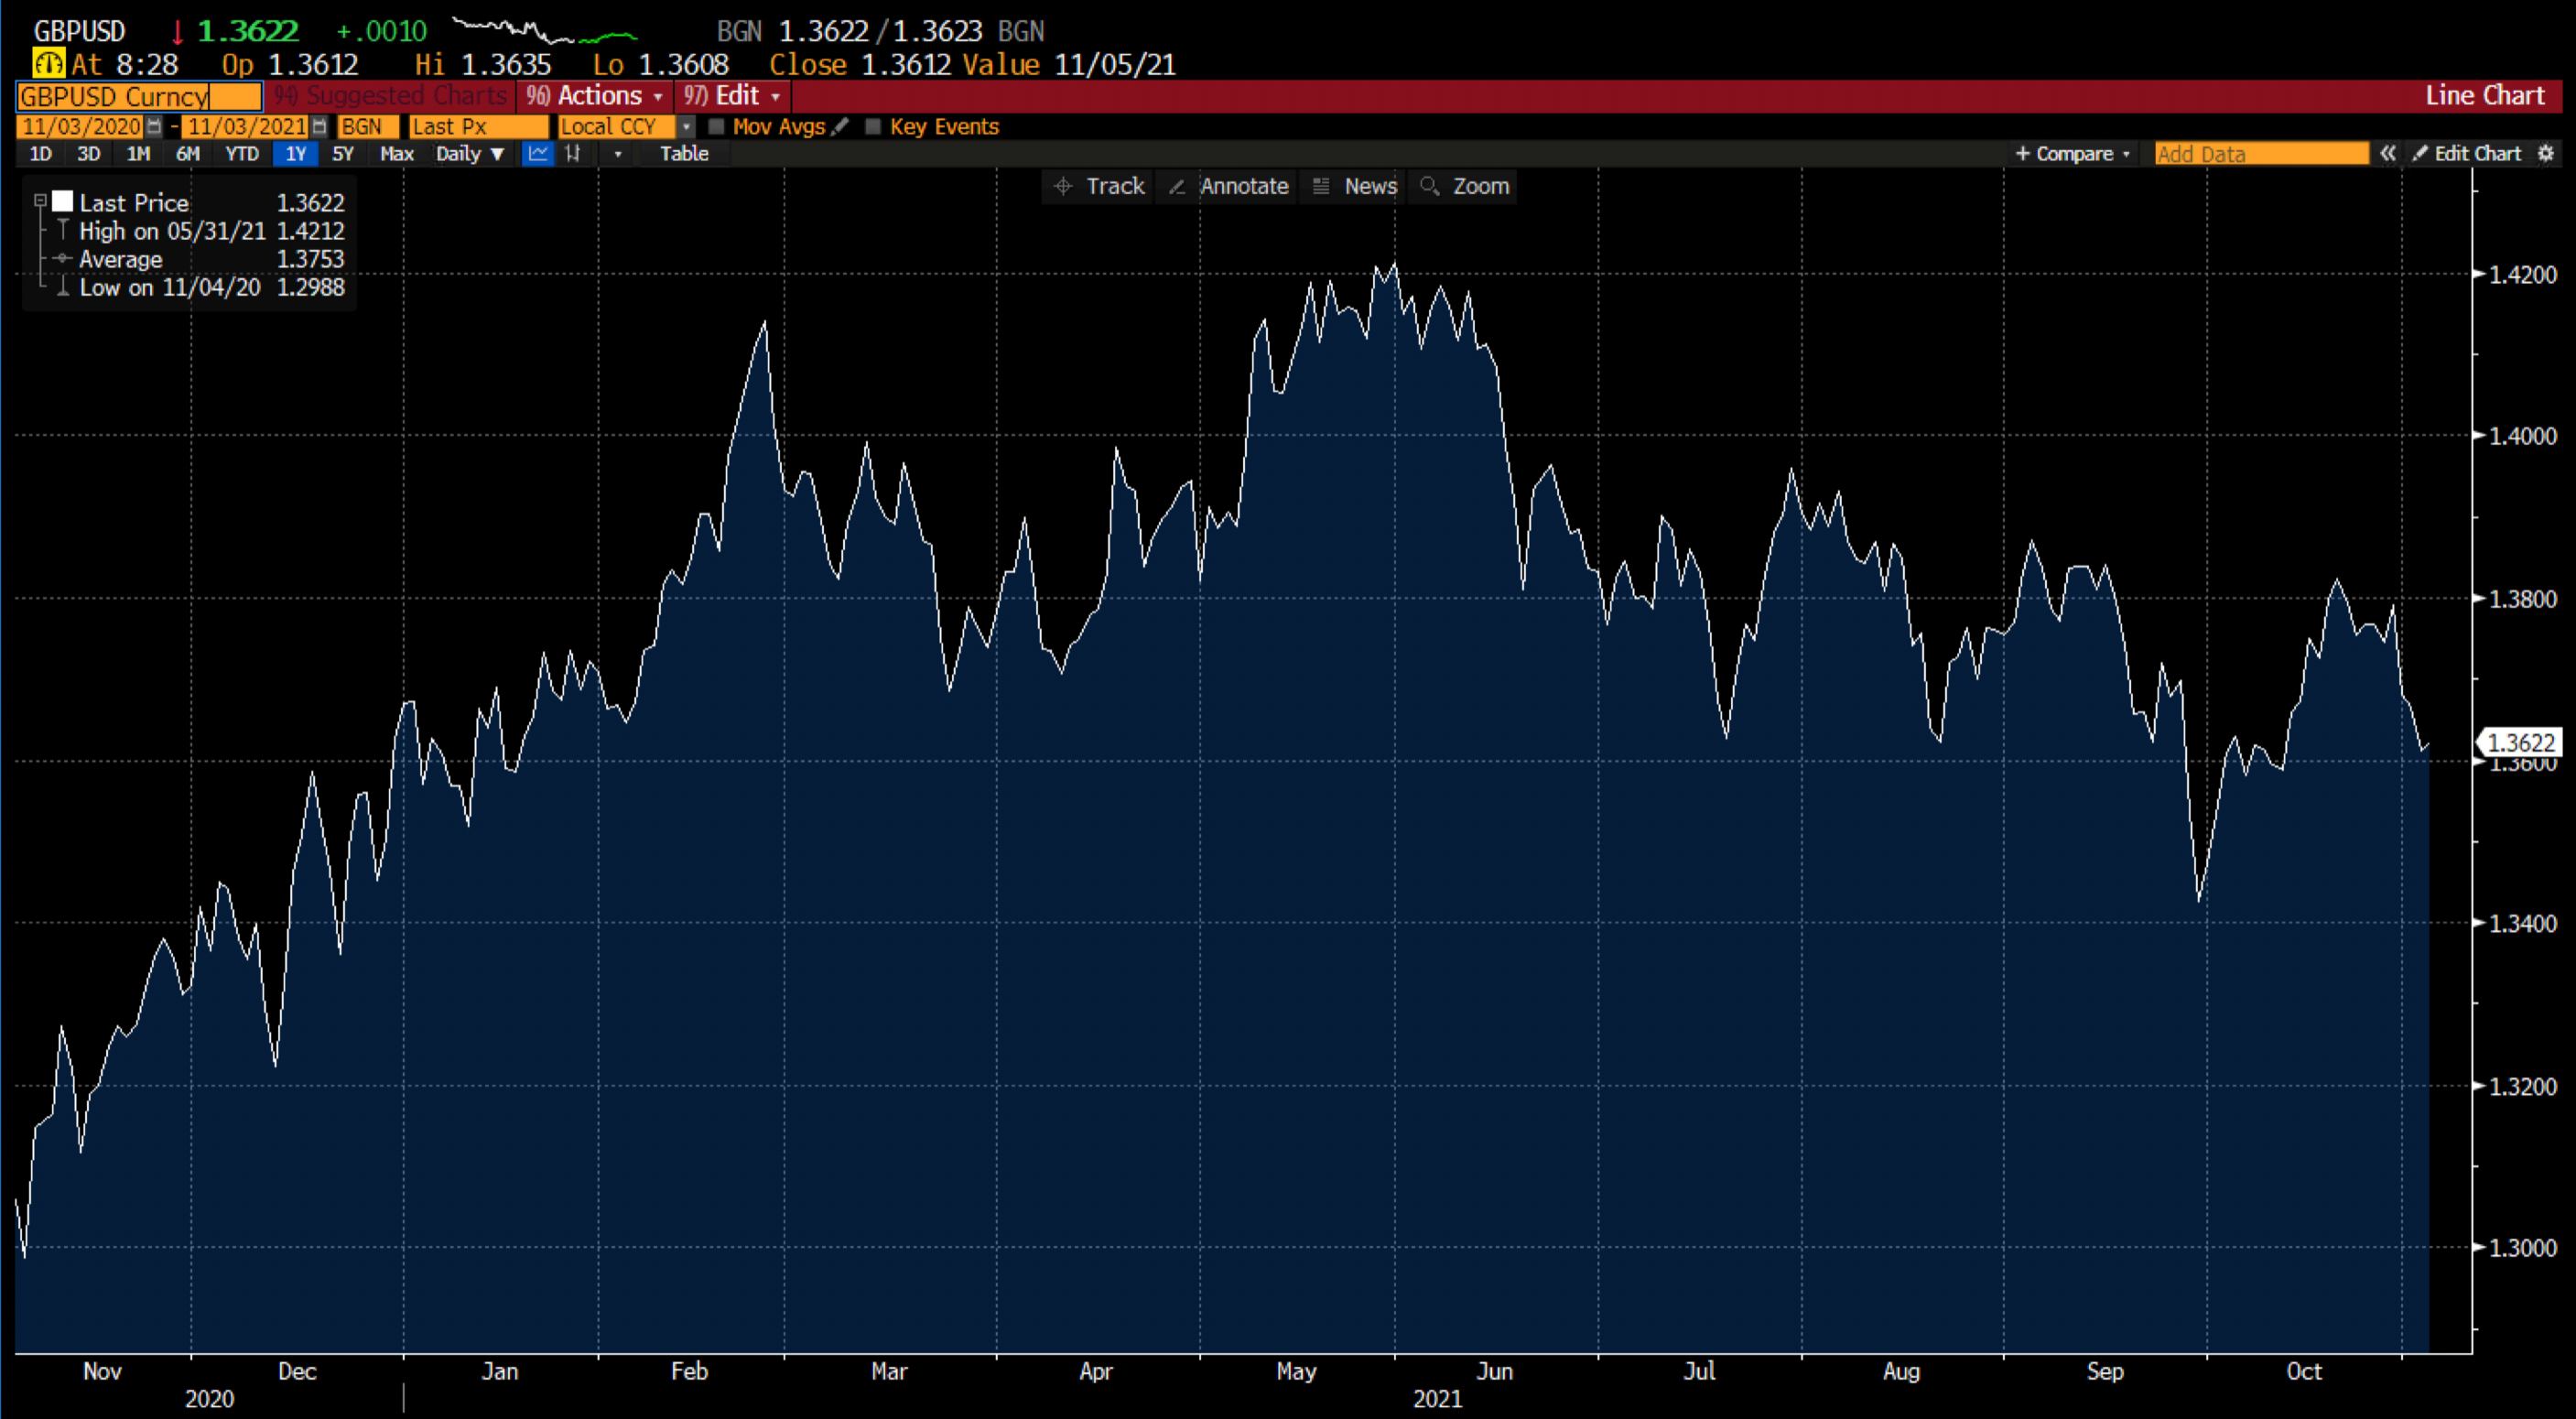 GBPUSD ↓ 1.3622 +.0010 BGN 1.3622/1.3623 BGN
At 8:28 Op 1.3612 Hi 1.3635 Lo 1.3608 Close 1.3612 Value 11/05/21
GBPUSD Curncy 94) Suggested Charts 96) Actions 97) Edit Line Chart
11/03/2020 - 11/03/2021 BGN Last Px Local CCY Mov Avgs Key Events
1D 3D 1M 6M YTD 1Y 5Y Max Daily ▼ Table + Compare Add Data « Edit Chart
Track Annotate News Zoom
Last Price 1.3622
High on 05/31/21 1.4212
Average 1.3753
Low on 11/04/20 1.2988
1.4200
1.4000
1.3800
1.3622
1.3600
1.3400
1.3200
1.3000
Nov Dec Jan Feb Mar Apr May Jun Jul Aug Sep Oct
2020 2021